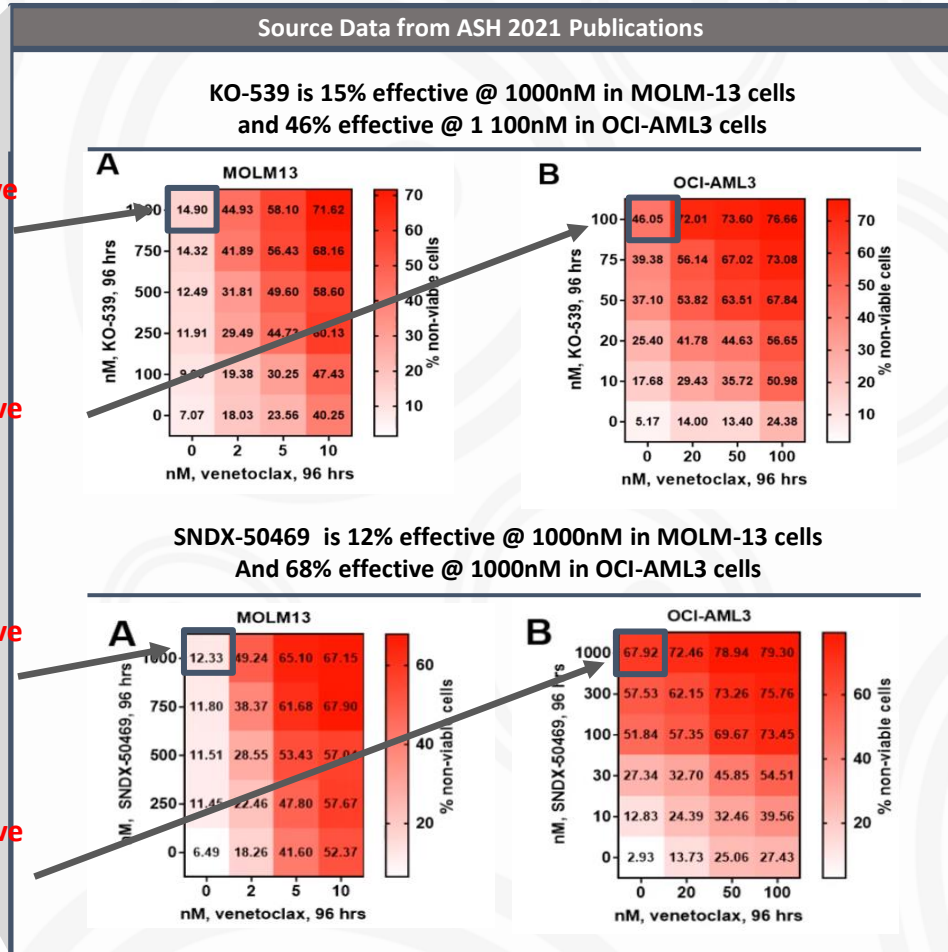 Source Data from ASH 2021 Publications
KO-539 is 15% effective @ 1000nM in MOLM-13 cells
and 46% effective @ 1 100nM in OCI-AML3 cells
A
MOLM13
nM, KO-539, 96 hrs
14.90 44.93 58.10 71.62
750 14.32 41.89 56.43 68.16
500 12.49 31.81 49.60 58.60
250 11.91 29.49
100 19.38 30.25 47.43
0 7.07 18.03 23.56 40.25
0 2 5 10
nM, venetoclax, 96 hrs
70
60
50
40
30
20
10
% non-viable cells
B
OCI-AML3
nM, KO-539, 96 hrs
100 46.05 72.01 73.60 76.66
75 39.38 56.14 67.02 73.08
50 37.10 53.82 63.51 67.84
20 25.40 41.78 44.63 56.65
10 17.68 29.43 35.72 50.98
0 5.17 14.00 13.40 24.38
0 20 50 100
nM, venetoclax, 96 hrs
70
60
50
40
30
20
10
% non-viable cells
SNDX-50469 is 12% effective @ 1000nM in MOLM-13 cells
And 68% effective @ 1000nM in OCI-AML3 cells
A
MOLM13
nM, SNDX-50469, 96 hrs
1000 12.33 49.24 65.10 67.15
750 11.80 38.37 61.68 67.90
500 11.51 28.55 53.43 57.04
250 11.45 22.46 47.80 57.67
0 6.49 18.26 41.60 52.37
0 2 5 10
nM, venetoclax, 96 hrs
60
40
20
% non-viable cells
B
OCI-AML3
nM, SNDX-50469, 96 hrs
1000 67.92 72.46 78.94 79.30
300 57.53 62.15 73.26 75.76
100 51.84 57.35 69.67 73.45
30 27.34 32.70 45.85 54.51
10 12.83 24.39 32.46 39.56
0 2.93 13.73 25.06 27.43
0 20 50 100
nM, venetoclax, 96 hrs
60
40
20
% non-viable cells